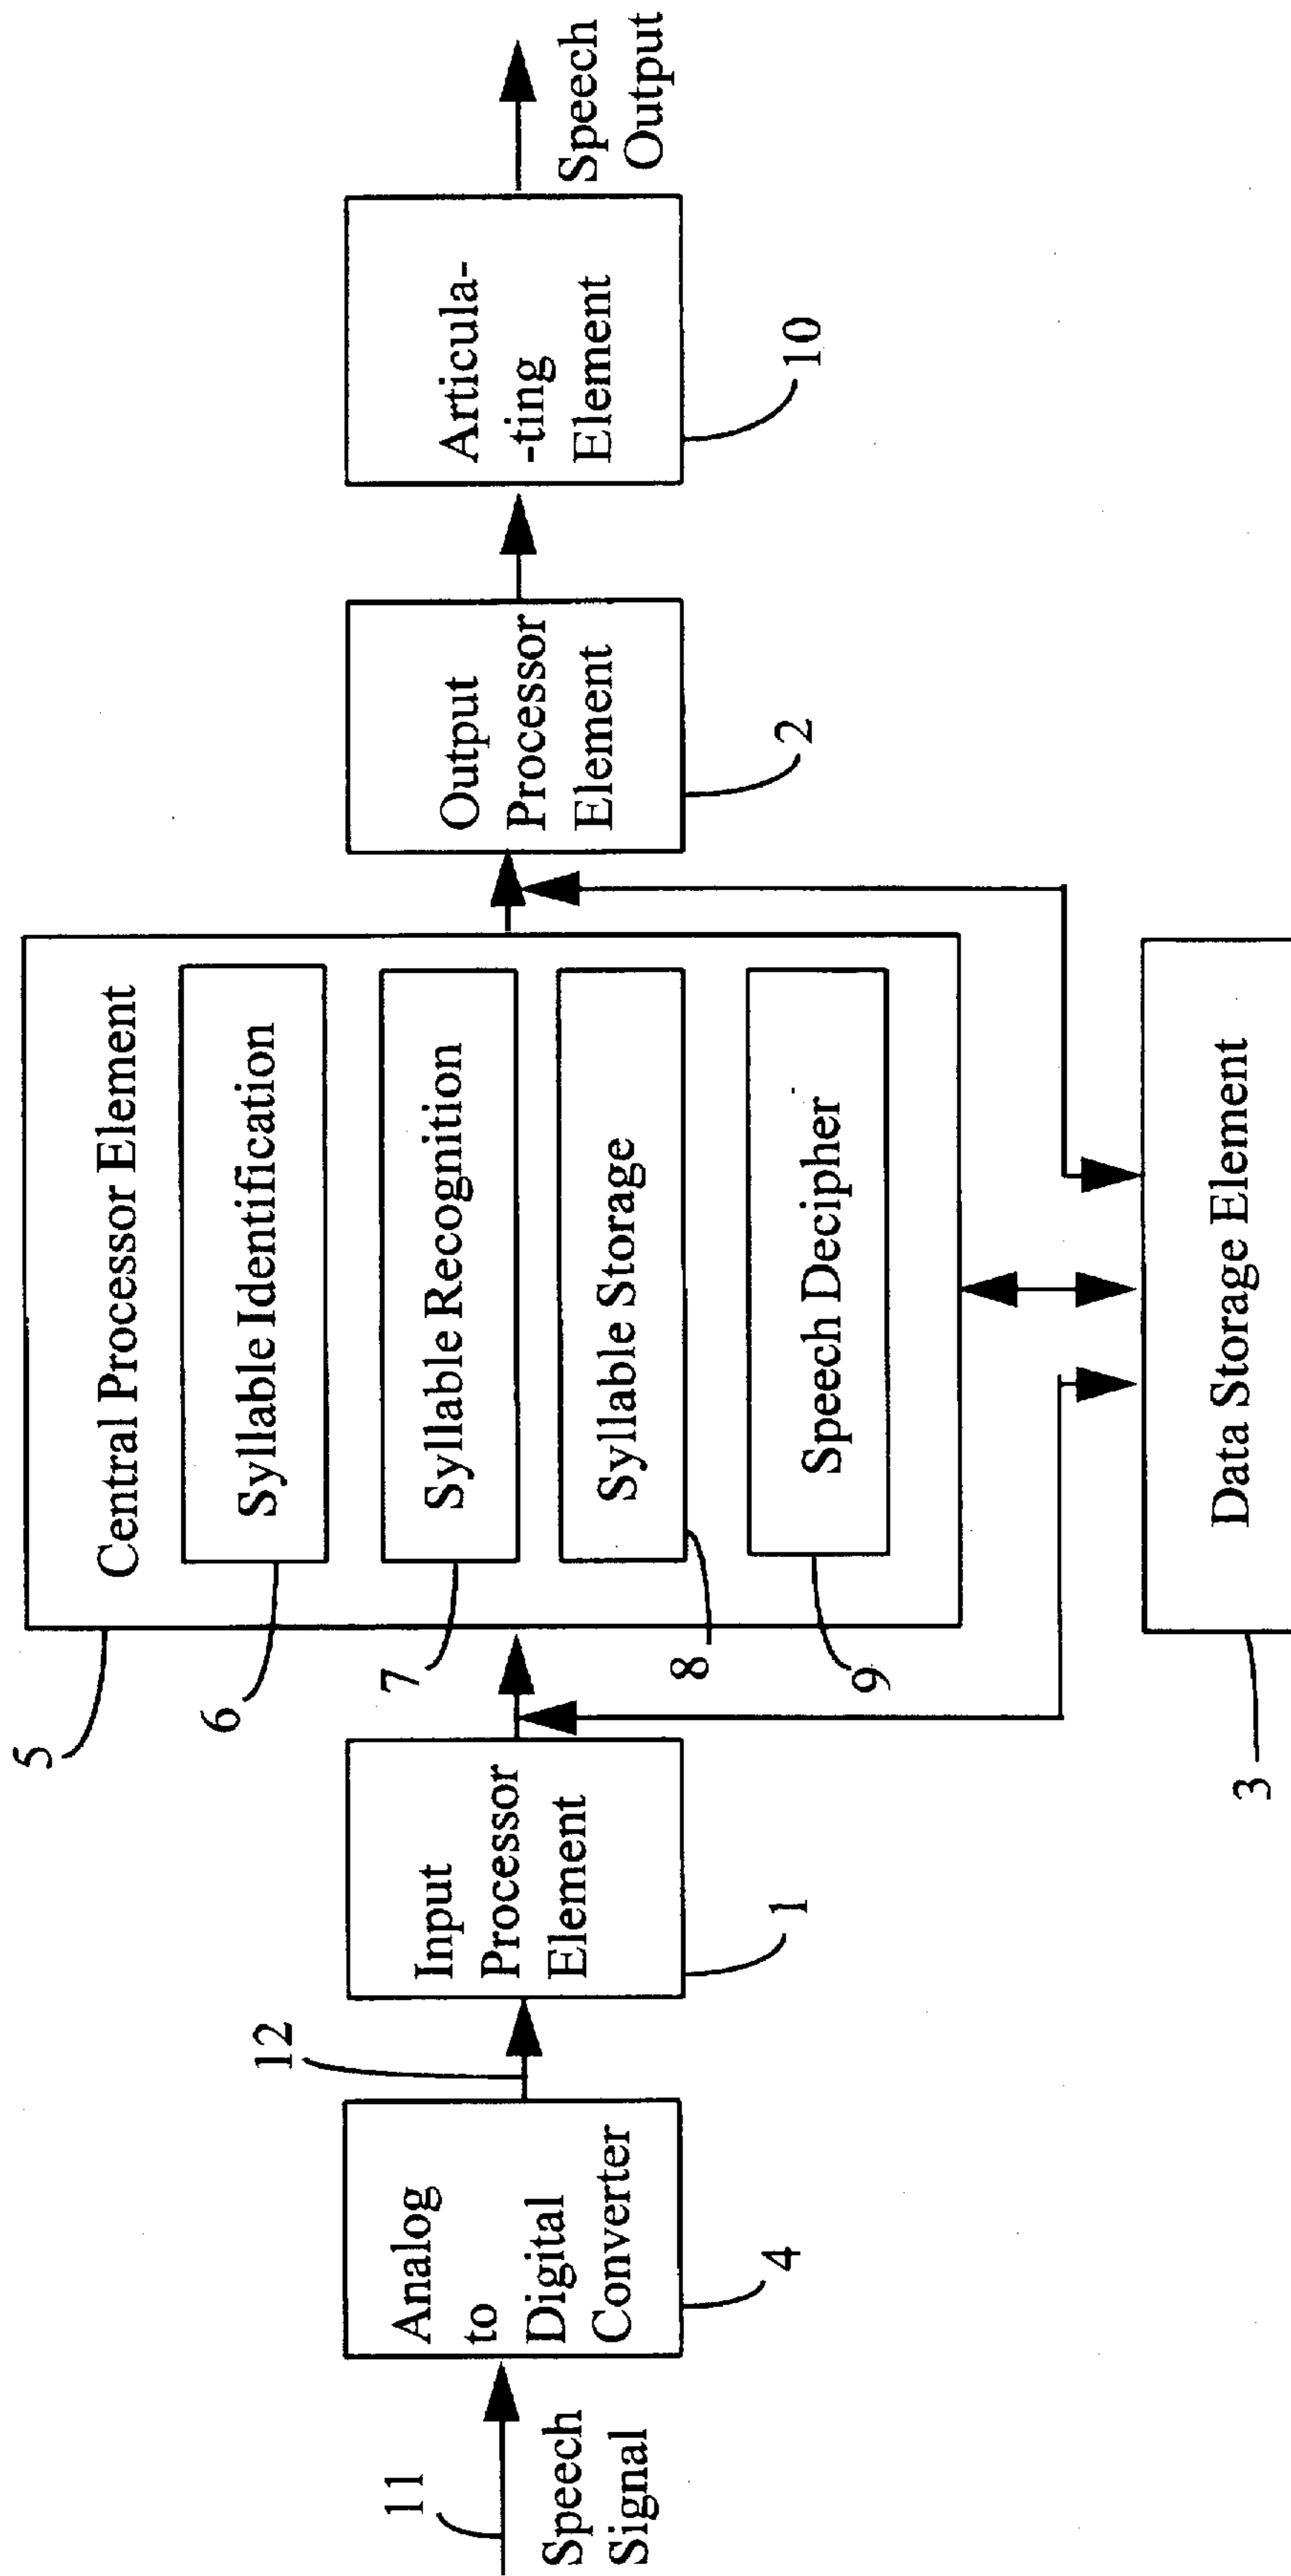 11
Speech
Signal
Analog
to
Digital
Converter
4
12
Input
Processor
Element
1
5
Central Processor Element
6
Syllable Identification
7
Syllable Recognition
8
Syllable Storage
9
Speech Decipher
3
Data Storage Element
Output
Processor
Element
2
Articula-
-ting
Element
10
Speech
Output